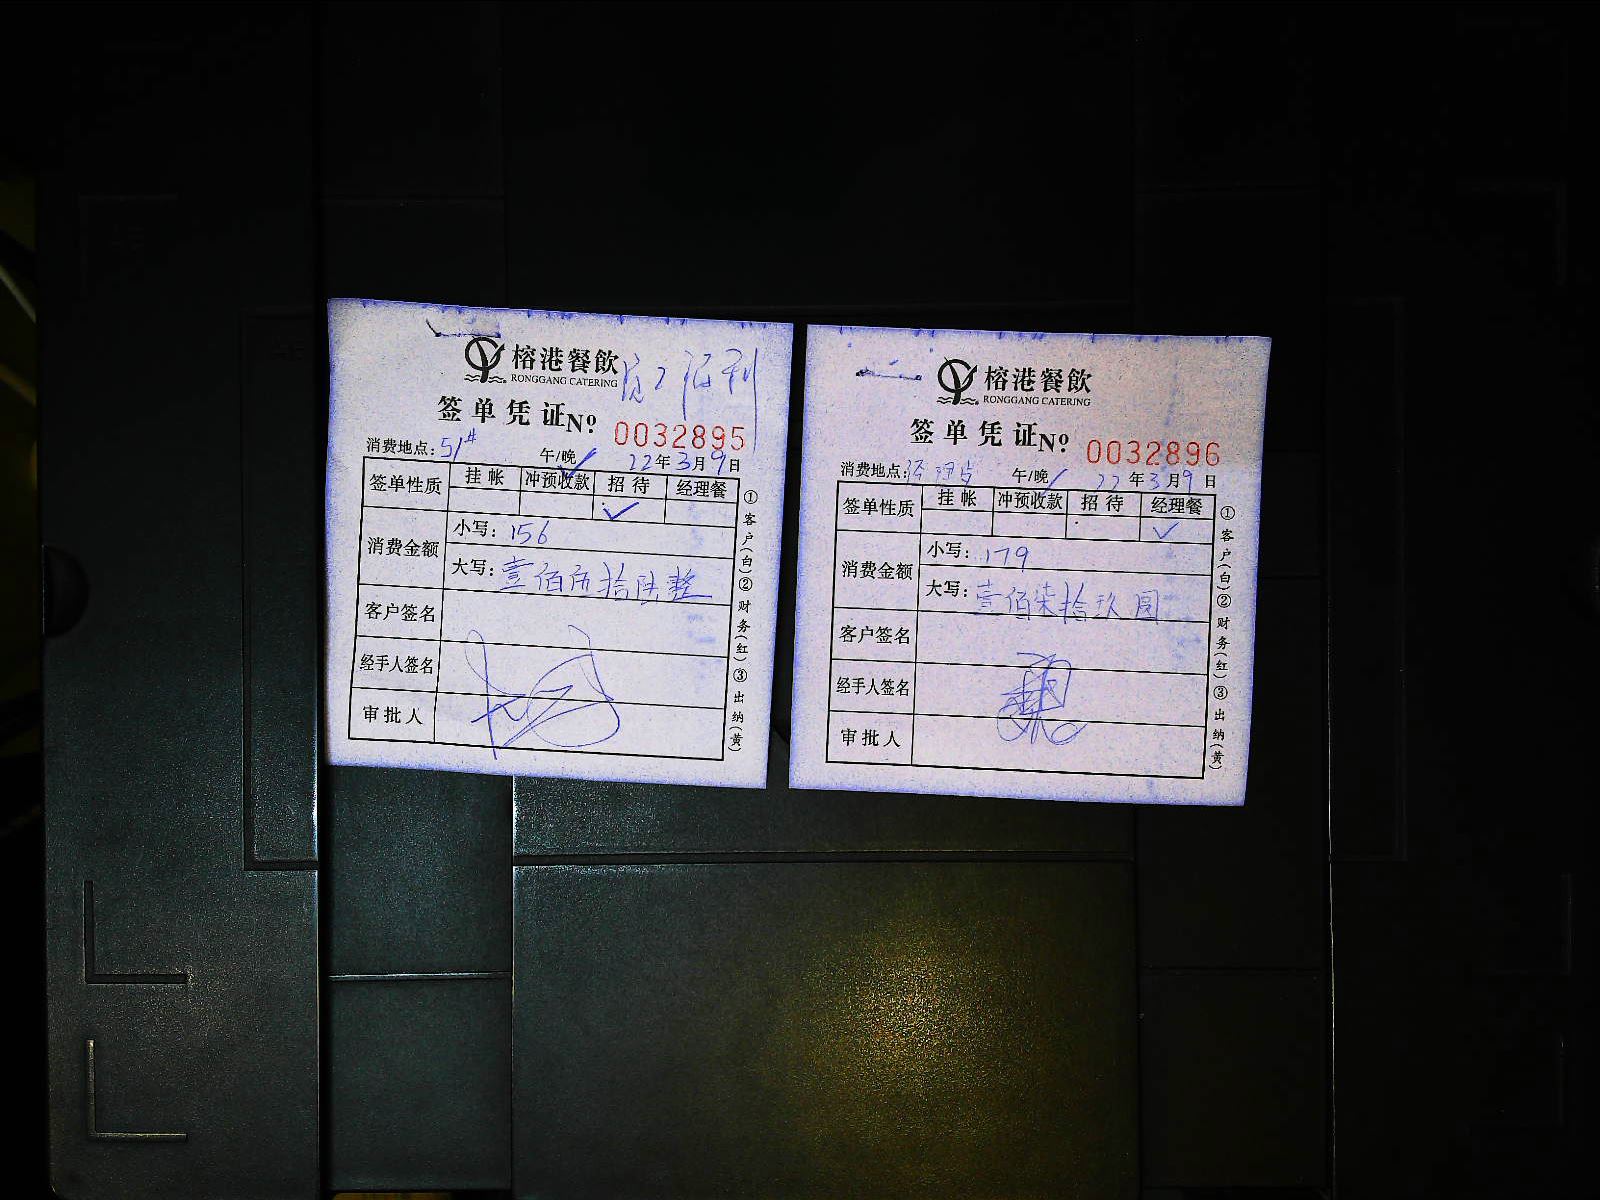 榕港餐飲
RONGGANG CATERING
签单凭证 Nº 0032895
消费地点: 51# 午/晚 22年3月9日
签单性质 挂帐 冲预收款 招待 经理餐
✓
消费金额 小写: 156
大写: 壹佰伍拾陆整
客户签名
经手人签名
审批人
①客户(白)②财务(红)③出纳(黄)
榕港餐飲
RONGGANG CATERING
签单凭证 Nº 0032896
消费地点: 午/晚 22年3月9日
签单性质 挂帐 冲预收款 招待 经理餐
✓
消费金额 小写: 179
大写: 壹佰柒拾玖圆
客户签名
经手人签名
审批人
①客户(白)②财务(红)③出纳(黄)